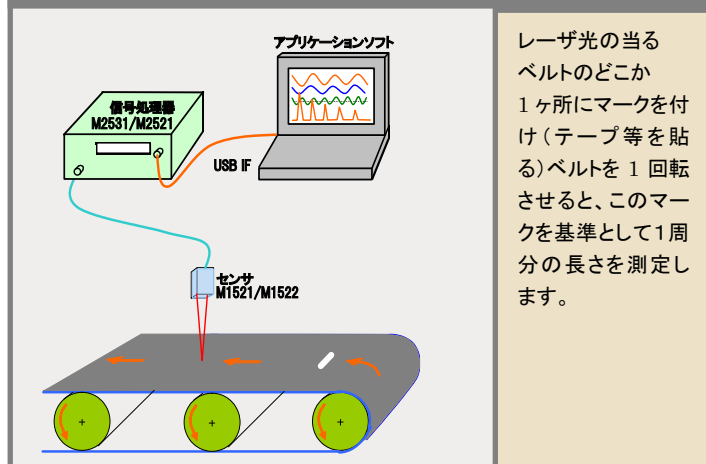 アプリケーションソフト
信号処理器
M2531/M2521
USB IF
センサ
M1521/M1522
レーザ光の当る
ベルトのどこか
1ヶ所にマークを付
け(テープ等を貼
る)ベルトを 1 回転
させると、このマー
クを基準として1周
分の長さを測定し
ます。